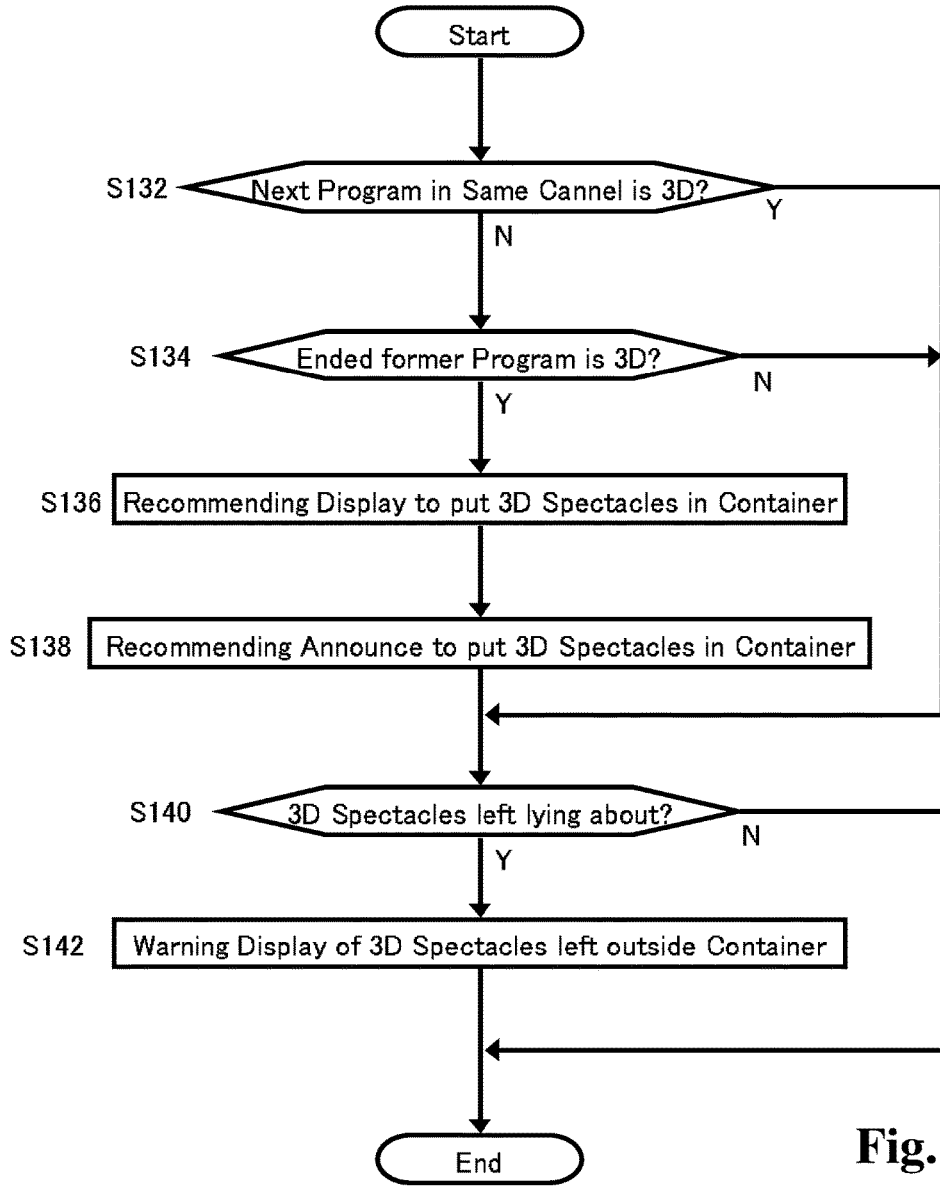 Start
S132 Next Program in Same Cannel is 3D?
Y
N
S134 Ended former Program is 3D?
N
Y
S136 Recommending Display to put 3D Spectacles in Container
S138 Recommending Announce to put 3D Spectacles in Container
S140 3D Spectacles left lying about?
N
Y
S142 Warning Display of 3D Spectacles left outside Container
End
Fig.